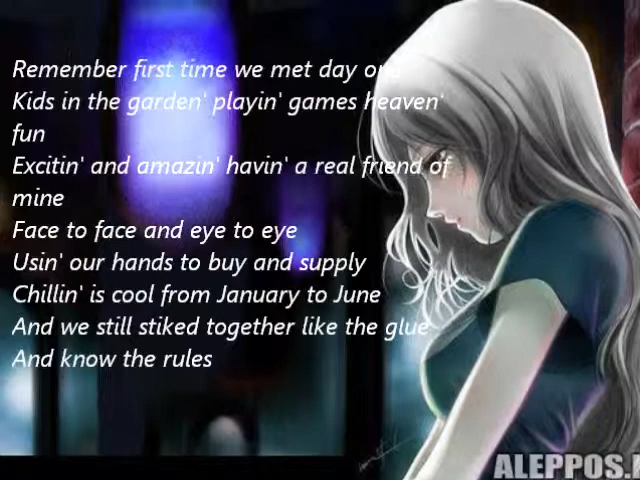 Remember first time we met day one
Kids in the garden' playin' games heaven'
fun
Excitin' and amazin' havin' a real friend of
mine
Face to face and eye to eye
Usin' our hands to buy and supply
Chillin' is cool from January to June
And we still stiked together like the glue
And know the rules
ALEPPOS.